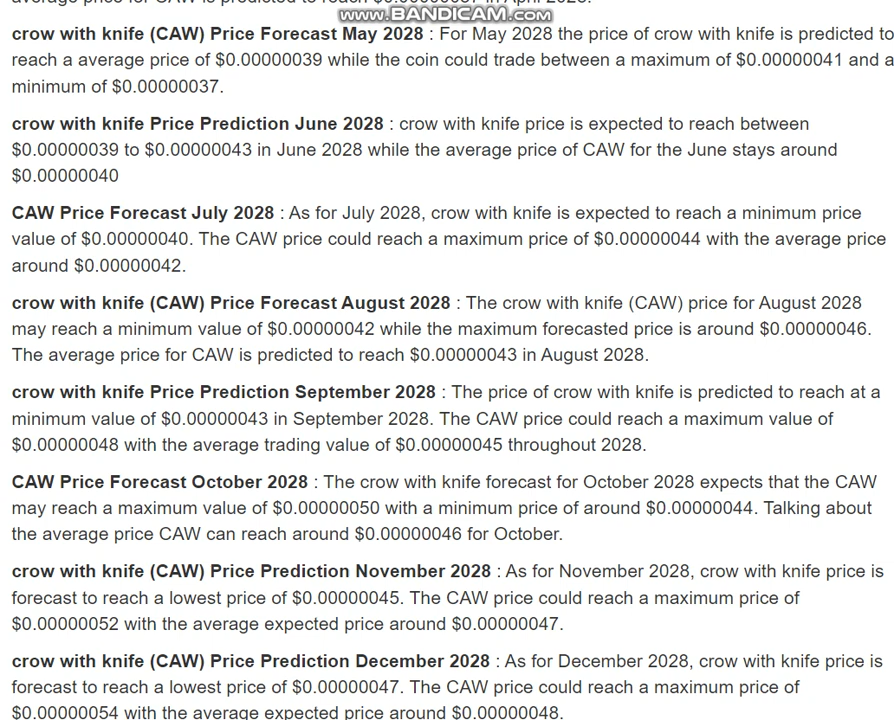 average price for CAW is predicted to reach $0.00000037 in April 2028.
www.BANDICAM.com
crow with knife (CAW) Price Forecast May 2028 : For May 2028 the price of crow with knife is predicted to
reach a average price of $0.00000039 while the coin could trade between a maximum of $0.00000041 and a
minimum of $0.00000037.
crow with knife Price Prediction June 2028 : crow with knife price is expected to reach between
$0.00000039 to $0.00000043 in June 2028 while the average price of CAW for the June stays around
$0.00000040
CAW Price Forecast July 2028 : As for July 2028, crow with knife is expected to reach a minimum price
value of $0.00000040. The CAW price could reach a maximum price of $0.00000044 with the average price
around $0.00000042.
crow with knife (CAW) Price Forecast August 2028 : The crow with knife (CAW) price for August 2028
may reach a minimum value of $0.00000042 while the maximum forecasted price is around $0.00000046.
The average price for CAW is predicted to reach $0.00000043 in August 2028.
crow with knife Price Prediction September 2028 : The price of crow with knife is predicted to reach at a
minimum value of $0.00000043 in September 2028. The CAW price could reach a maximum value of
$0.00000048 with the average trading value of $0.00000045 throughout 2028.
CAW Price Forecast October 2028 : The crow with knife forecast for October 2028 expects that the CAW
may reach a maximum value of $0.00000050 with a minimum price of around $0.00000044. Talking about
the average price CAW can reach around $0.00000046 for October.
crow with knife (CAW) Price Prediction November 2028 : As for November 2028, crow with knife price is
forecast to reach a lowest price of $0.00000045. The CAW price could reach a maximum price of
$0.00000052 with the average expected price around $0.00000047.
crow with knife (CAW) Price Prediction December 2028 : As for December 2028, crow with knife price is
forecast to reach a lowest price of $0.00000047. The CAW price could reach a maximum price of
$0.00000054 with the average expected price around $0.00000048.